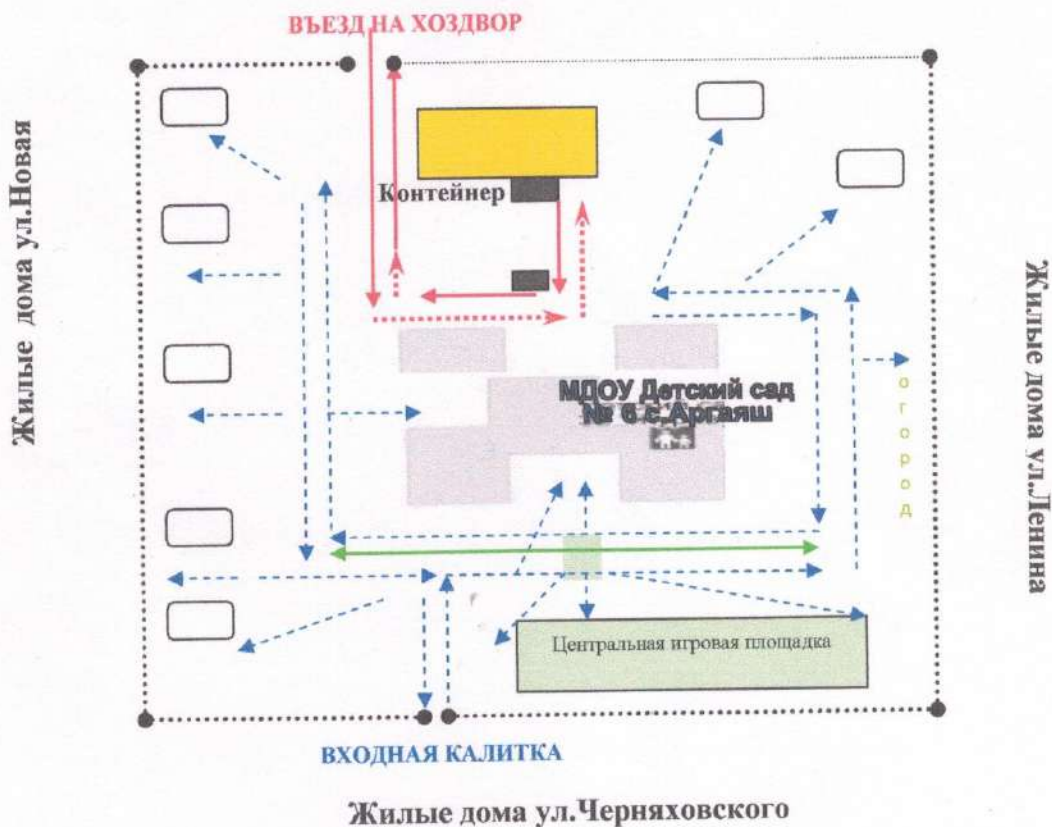 ВЪЕЗД НА ХОЗДВОР
Жилые дома ул.Новая
Контейнер
МДОУ Детский сад
№ 6 с.Аргаяш
огород
Жилые дома ул.Ленина
Центральная игровая площадка
ВХОДНАЯ КАЛИТКА
Жилые дома ул.Черняховского